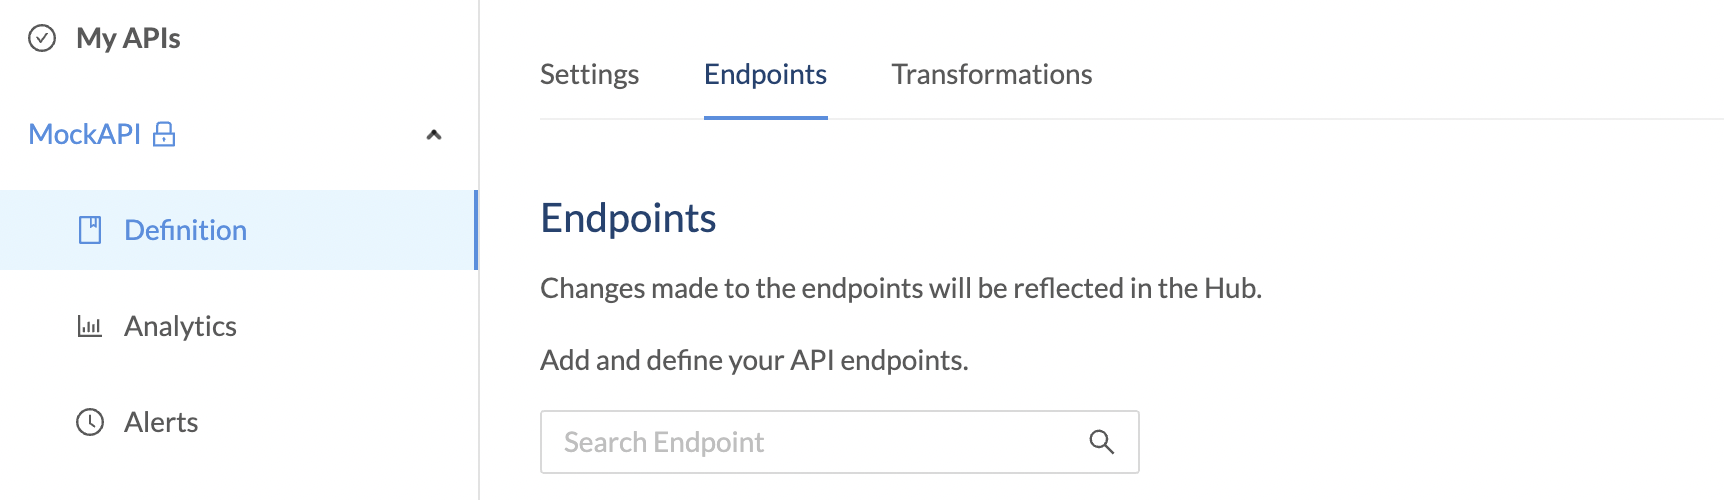 My APIs
MockAPI
Definition
Analytics
Alerts
Settings
Endpoints
Transformations
Endpoints
Changes made to the endpoints will be reflected in the Hub.
Add and define your API endpoints.
Search Endpoint